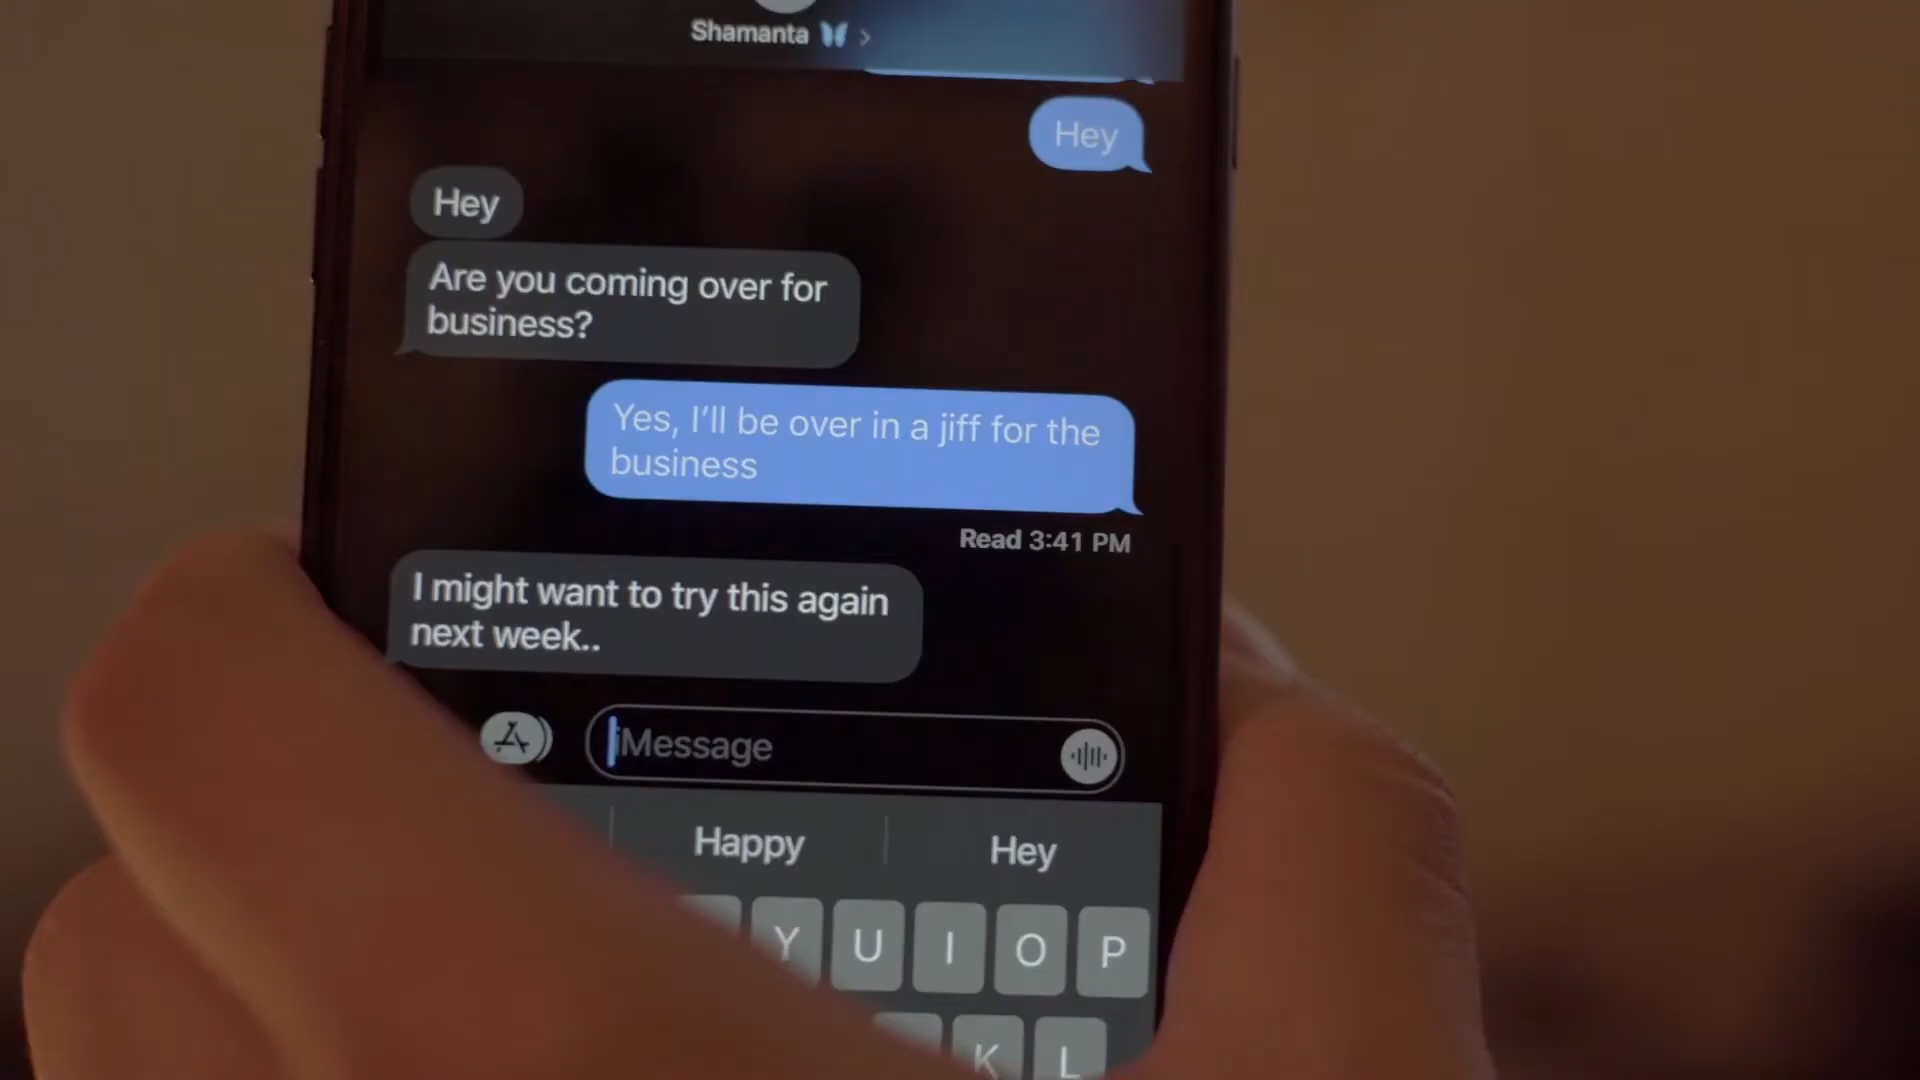 Shamanta 🦋 >
Hey
Hey
Are you coming over for
business?
Yes, I'll be over in a jiff for the
business
Read 3:41 PM
I might want to try this again
next week..
iMessage
Happy
Hey
Y U I O P
K L